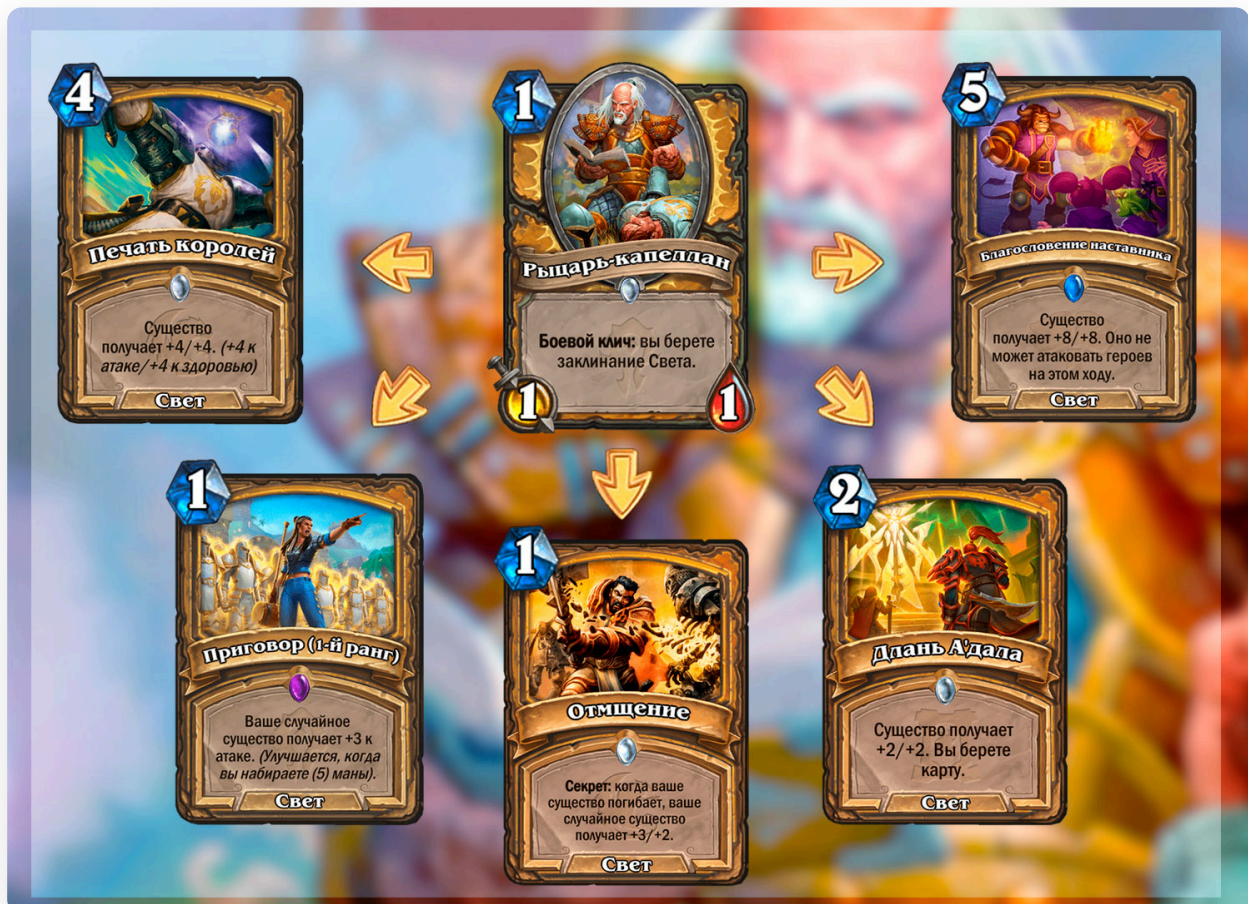 4
Печать королей
Существо
получает +4/+4. (+4 к
атаке/+4 к здоровью)
Свет
1
Рыцарь-капеллан
Боевой клич: вы берете
заклинание Света.
1
1
5
Благословение наставника
Существо
получает +8/+8. Оно не
может атаковать героев
на этом ходу.
Свет
1
Приговор (1-й ранг)
Ваше случайное
существо получает +3 к
атаке. (Улучшается, когда
вы набираете (5) маны).
Свет
1
Отмщение
Секрет: когда ваше
существо погибает, ваше
случайное существо
получает +3/+2.
Свет
2
Длань А'дала
Существо получает
+2/+2. Вы берете
карту.
Свет